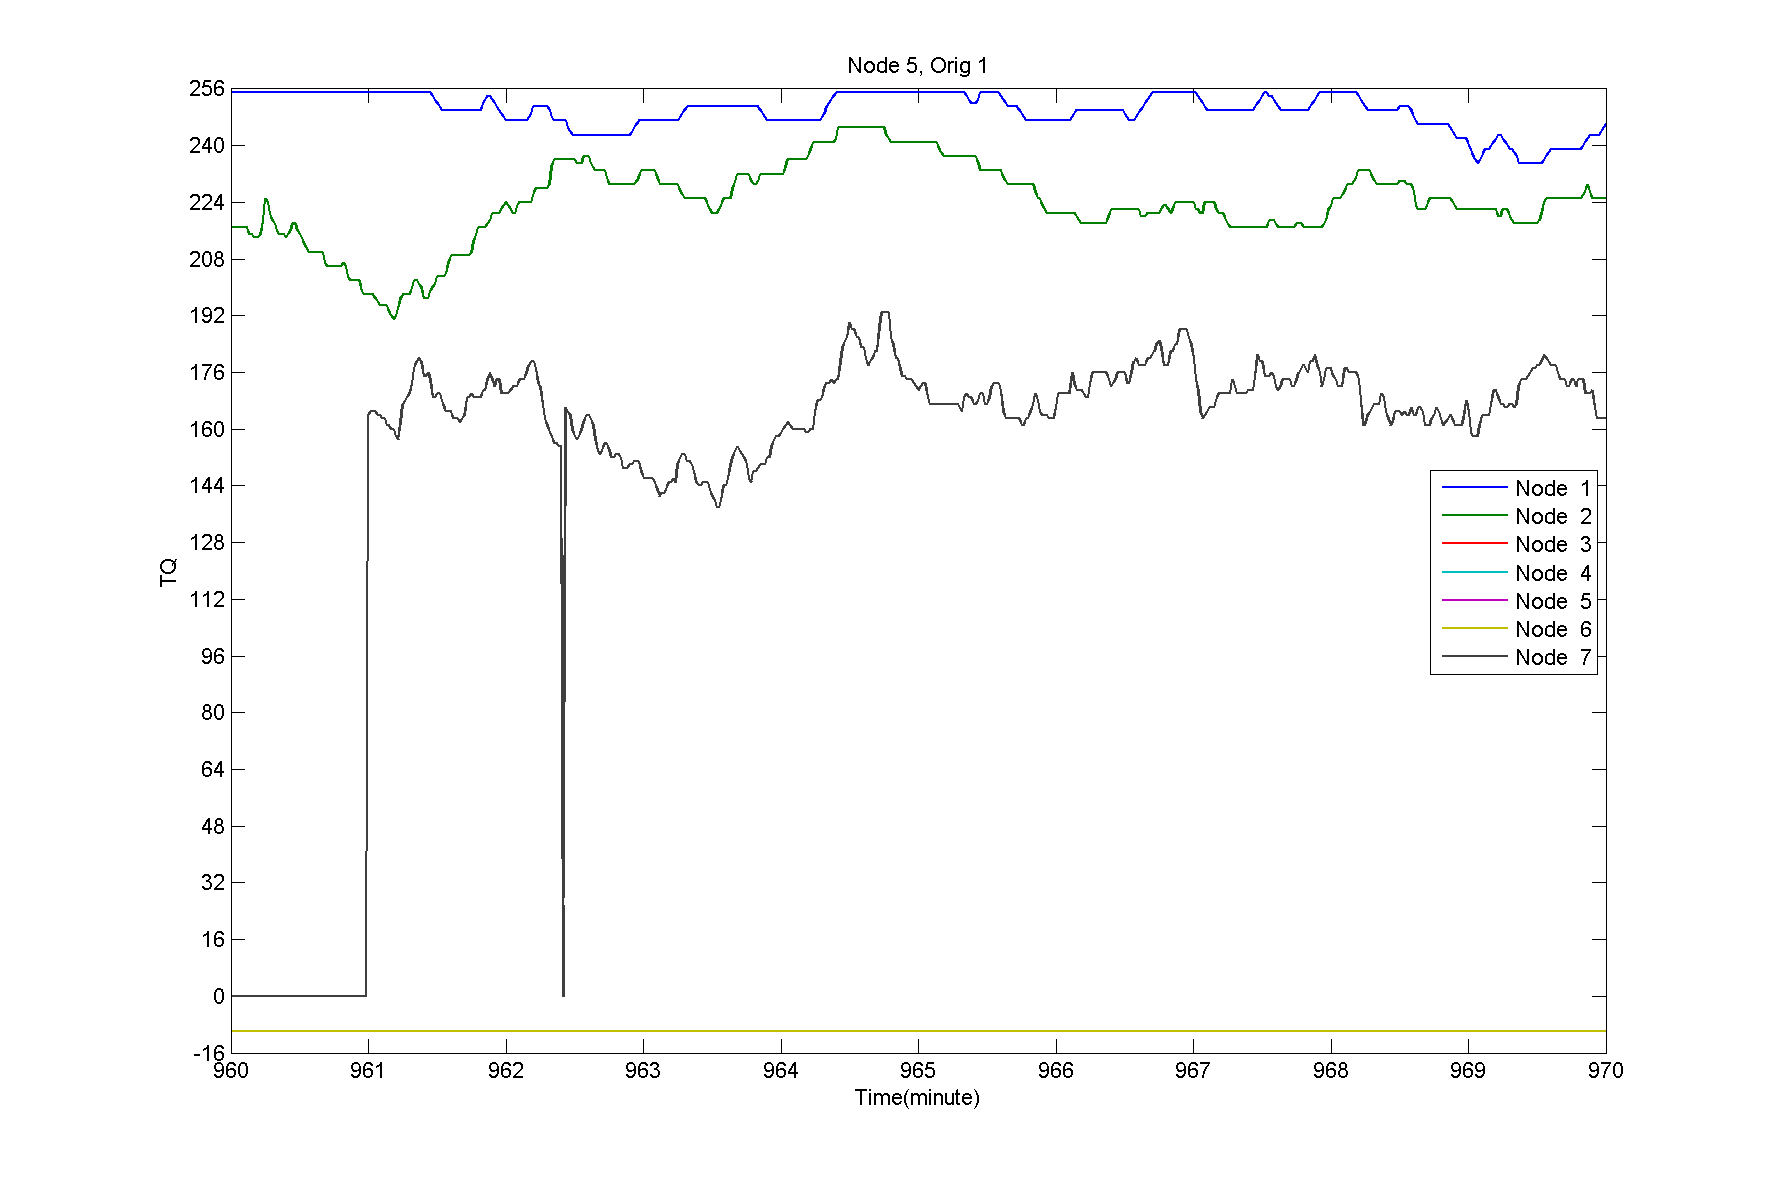 Node 5, Orig 1
256
240
224
208
192
176
160
144
128
112
96
80
64
48
32
16
0
-16
TQ
Node 1
Node 2
Node 3
Node 4
Node 5
Node 6
Node 7
960 961 962 963 964 965 966 967 968 969 970
Time(minute)